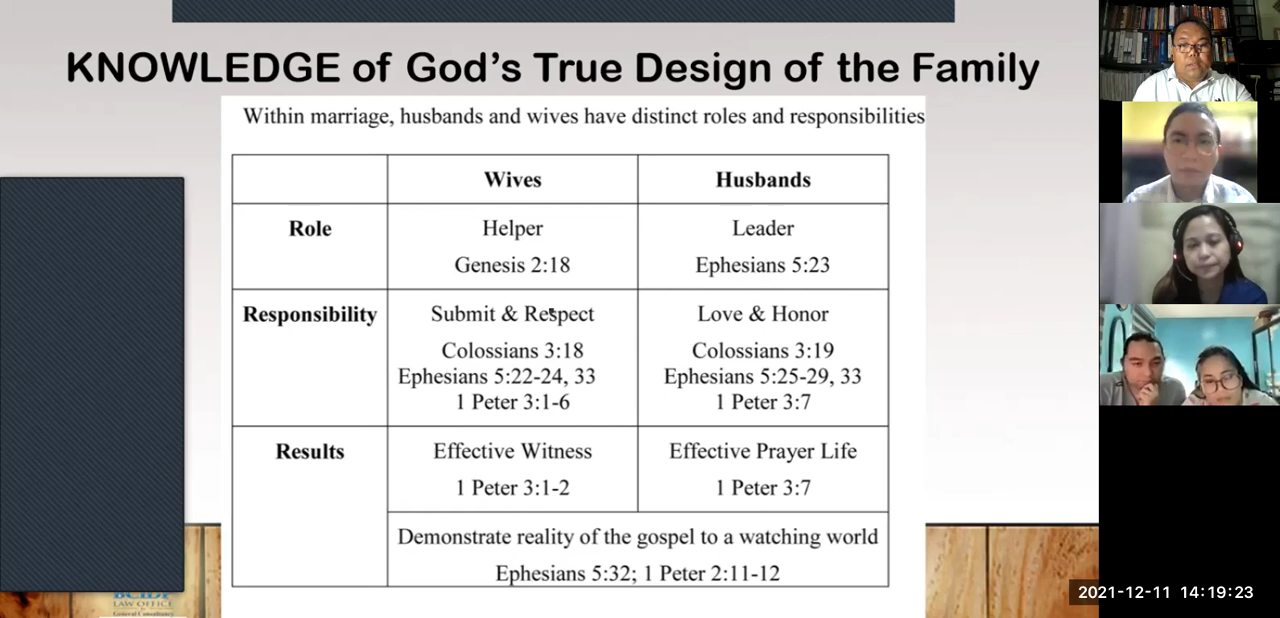 KNOWLEDGE of God's True Design of the Family
Within marriage, husbands and wives have distinct roles and responsibilities
Wives
Husbands
Role
Helper
Genesis 2:18
Leader
Ephesians 5:23
Responsibility
Submit & Respect
Colossians 3:18
Ephesians 5:22-24, 33
1 Peter 3:1-6
Love & Honor
Colossians 3:19
Ephesians 5:25-29, 33
1 Peter 3:7
Results
Effective Witness
1 Peter 3:1-2
Effective Prayer Life
1 Peter 3:7
Demonstrate reality of the gospel to a watching world
Ephesians 5:32; 1 Peter 2:11-12
LAW OFFICE
General Consultancy
2021-12-11 14:19:23